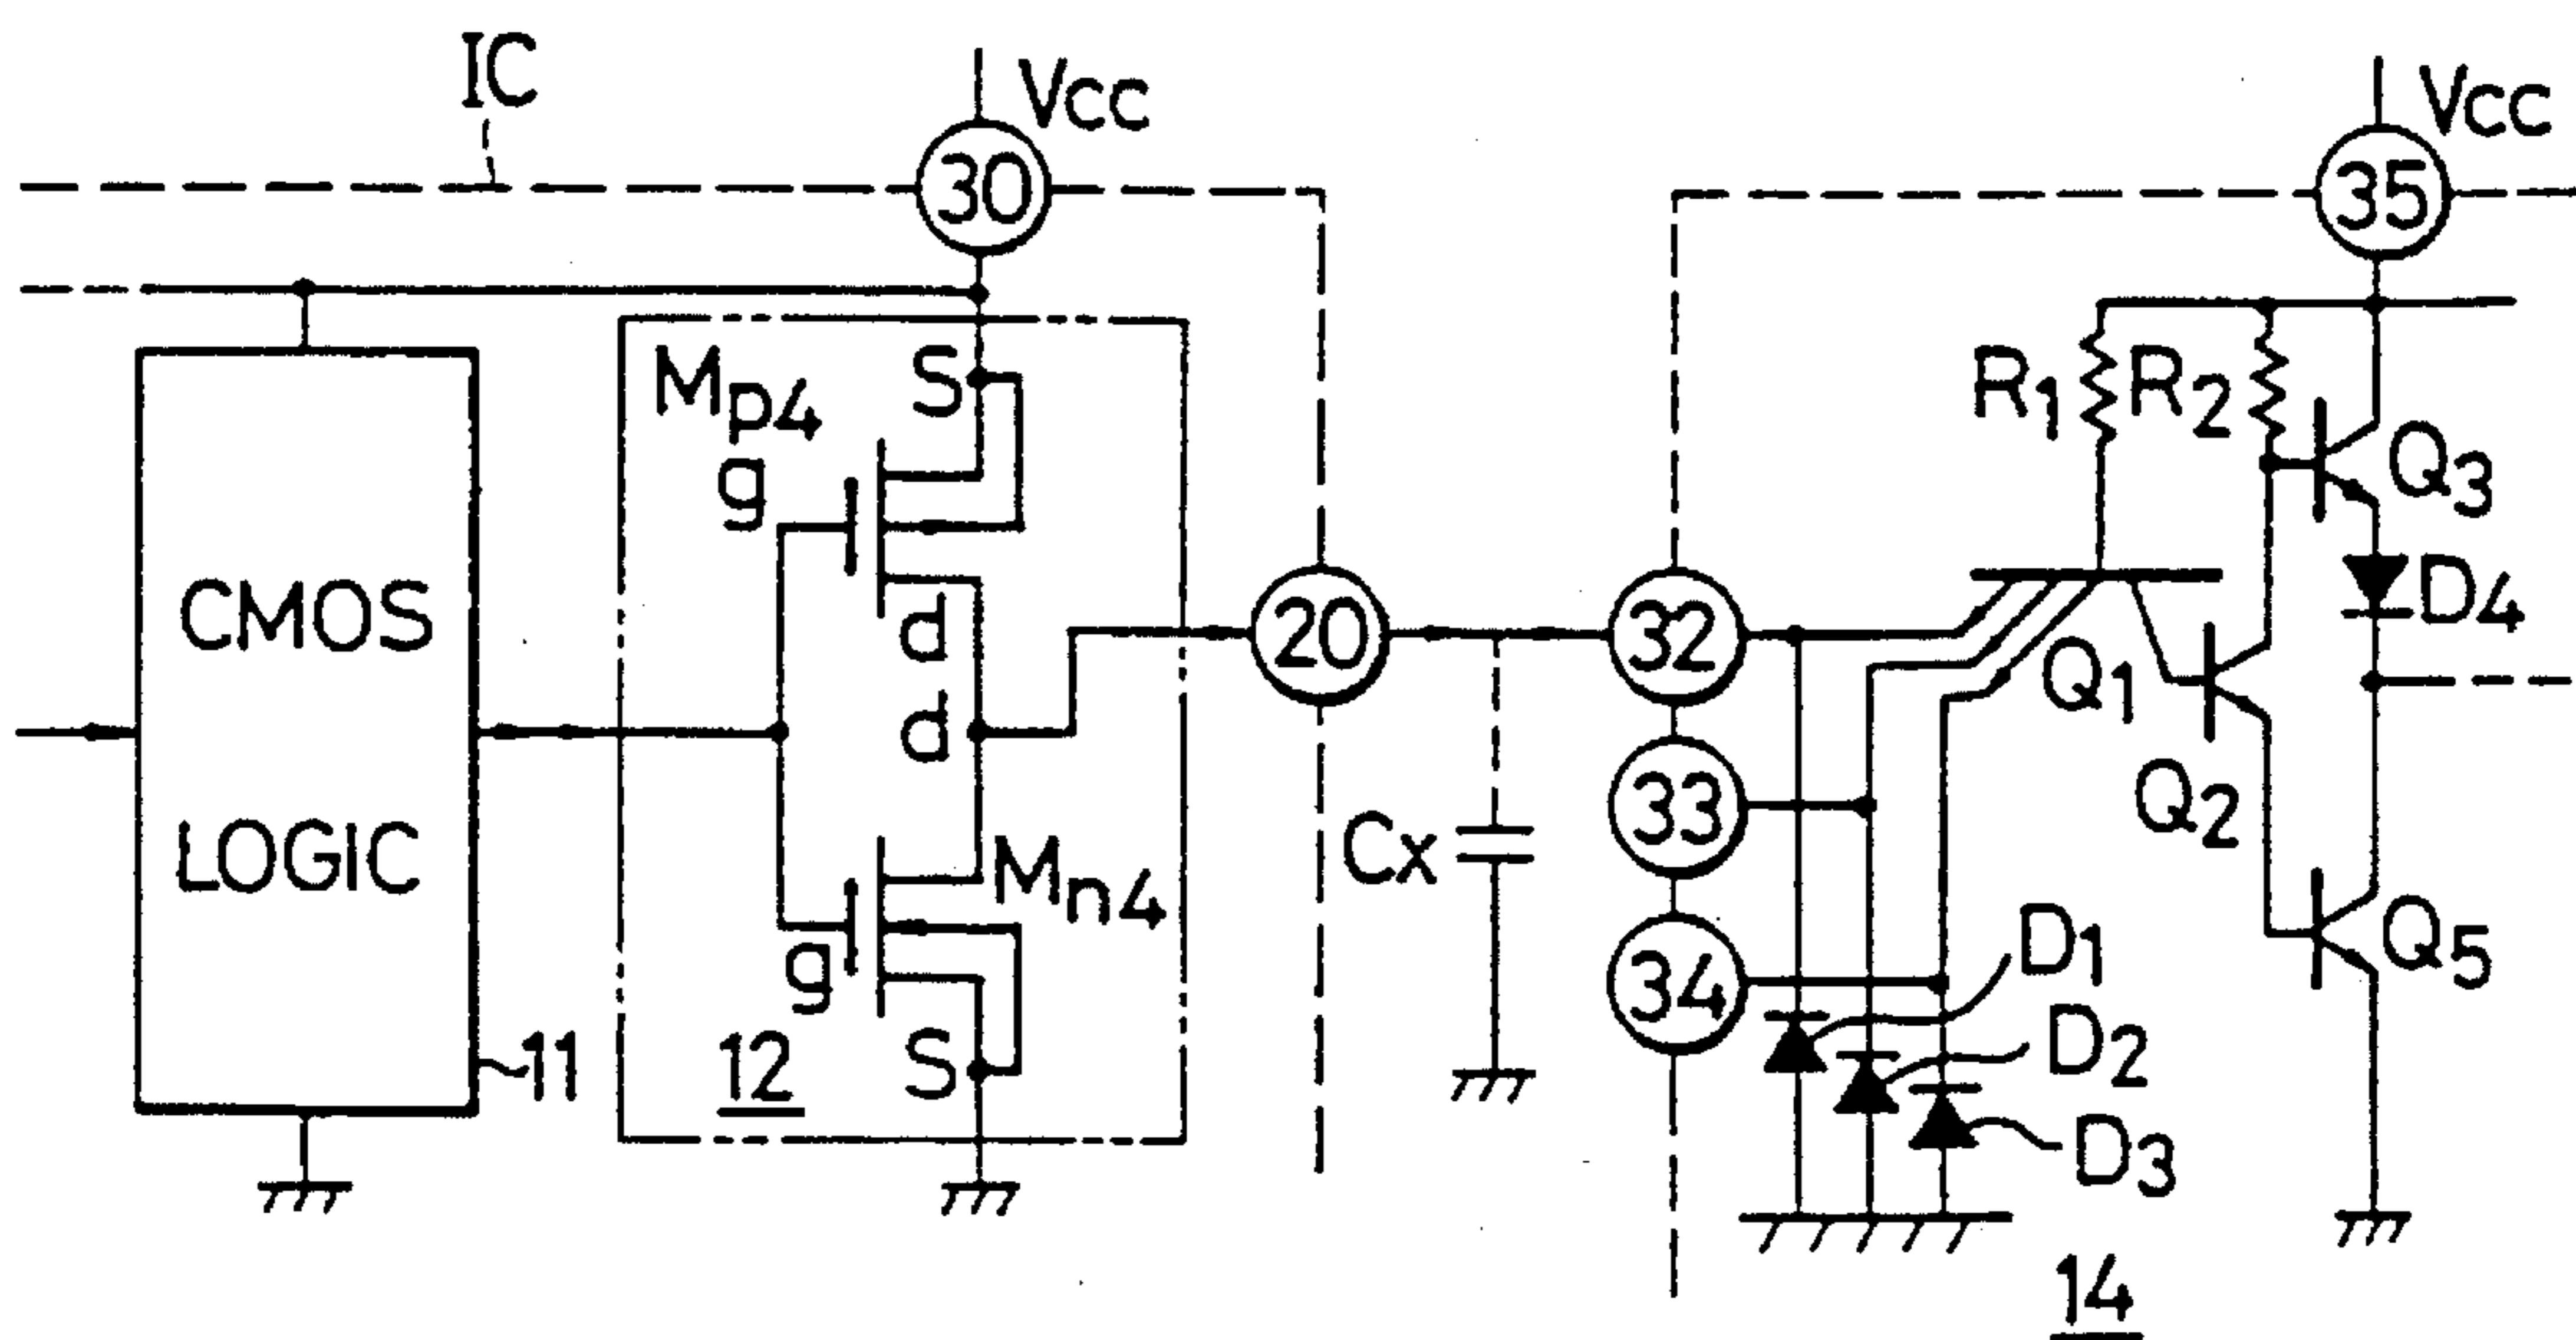 IC
Vcc
Vcc
30
35
Mp4
S
g
R1
R2
Q3
CMOS
LOGIC
d
d
20
32
Q1
D4
Q2
33
Cx
Mn4
g
34
Q5
D1
D2
D3
S
11
12
14